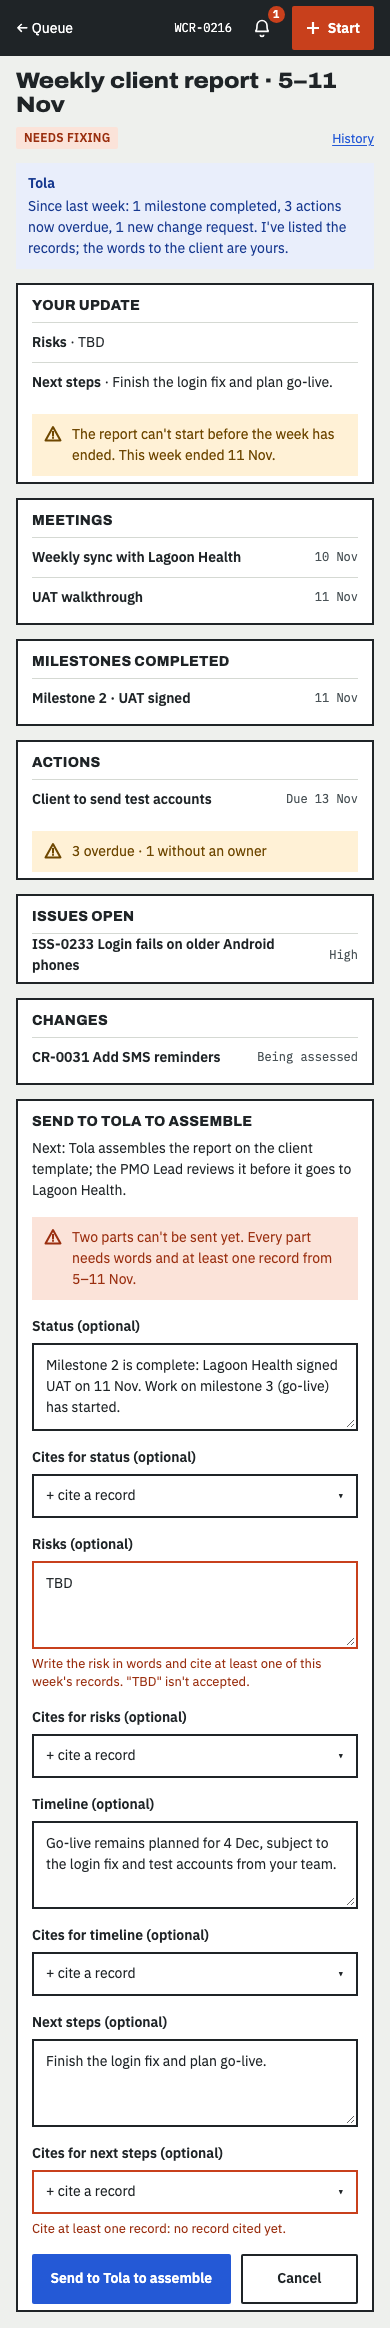 ← Queue
WCR-0216
1
+ Start
Weekly client report · 5–11
Nov
NEEDS FIXING
History
Tola
Since last week: 1 milestone completed, 3 actions
now overdue, 1 new change request. I've listed the
records; the words to the client are yours.
YOUR UPDATE
Risks · TBD
Next steps · Finish the login fix and plan go-live.
The report can't start before the week has
ended. This week ended 11 Nov.
MEETINGS
Weekly sync with Lagoon Health 10 Nov
UAT walkthrough 11 Nov
MILESTONES COMPLETED
Milestone 2 · UAT signed 11 Nov
ACTIONS
Client to send test accounts Due 13 Nov
3 overdue · 1 without an owner
ISSUES OPEN
ISS-0233 Login fails on older Android
phones
High
CHANGES
CR-0031 Add SMS reminders Being assessed
SEND TO TOLA TO ASSEMBLE
Next: Tola assembles the report on the client
template; the PMO Lead reviews it before it goes to
Lagoon Health.
Two parts can't be sent yet. Every part
needs words and at least one record from
5–11 Nov.
Status (optional)
Milestone 2 is complete: Lagoon Health signed
UAT on 11 Nov. Work on milestone 3 (go-live)
has started.
Cites for status (optional)
+ cite a record
Risks (optional)
TBD
Write the risk in words and cite at least one of this
week's records. "TBD" isn't accepted.
Cites for risks (optional)
+ cite a record
Timeline (optional)
Go-live remains planned for 4 Dec, subject to
the login fix and test accounts from your team.
Cites for timeline (optional)
+ cite a record
Next steps (optional)
Finish the login fix and plan go-live.
Cites for next steps (optional)
+ cite a record
Cite at least one record: no record cited yet.
Send to Tola to assemble
Cancel